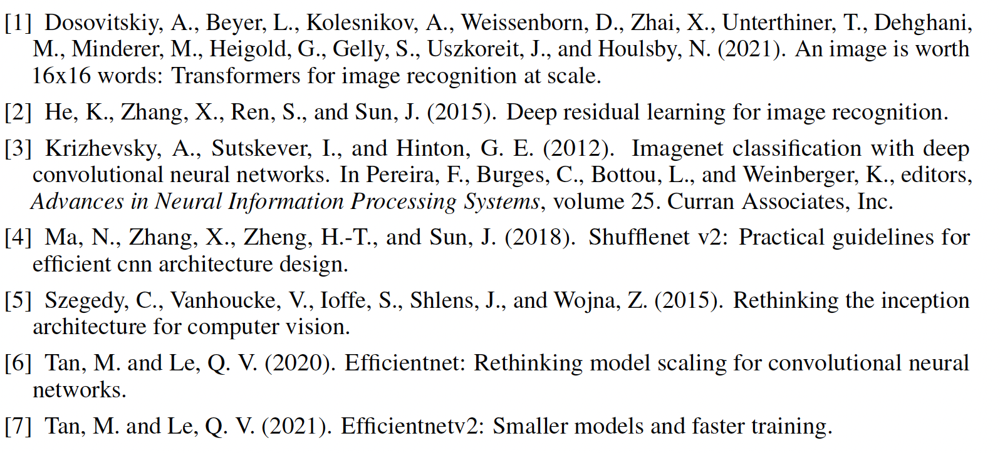 [1] Dosovitskiy, A., Beyer, L., Kolesnikov, A., Weissenborn, D., Zhai, X., Unterthiner, T., Dehghani,
M., Minderer, M., Heigold, G., Gelly, S., Uszkoreit, J., and Houlsby, N. (2021). An image is worth
16x16 words: Transformers for image recognition at scale.
[2] He, K., Zhang, X., Ren, S., and Sun, J. (2015). Deep residual learning for image recognition.
[3] Krizhevsky, A., Sutskever, I., and Hinton, G. E. (2012). Imagenet classification with deep
convolutional neural networks. In Pereira, F., Burges, C., Bottou, L., and Weinberger, K., editors,
Advances in Neural Information Processing Systems, volume 25. Curran Associates, Inc.
[4] Ma, N., Zhang, X., Zheng, H.-T., and Sun, J. (2018). Shufflenet v2: Practical guidelines for
efficient cnn architecture design.
[5] Szegedy, C., Vanhoucke, V., Ioffe, S., Shlens, J., and Wojna, Z. (2015). Rethinking the inception
architecture for computer vision.
[6] Tan, M. and Le, Q. V. (2020). Efficientnet: Rethinking model scaling for convolutional neural
networks.
[7] Tan, M. and Le, Q. V. (2021). Efficientnetv2: Smaller models and faster training.